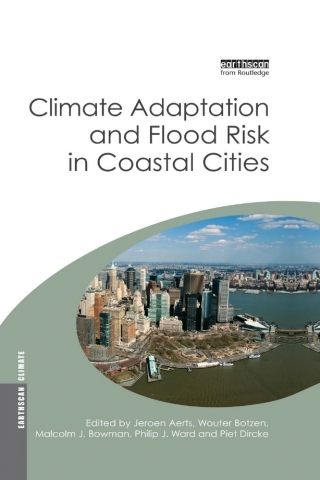 earthscan
from Routledge
Climate Adaptation
and Flood Risk
in Coastal Cities
EARTHSCAN CLIMATE
Edited by Jeroen Aerts, Wouter Botzen,
Malcolm J. Bowman, Philip J. Ward and Piet Dircke